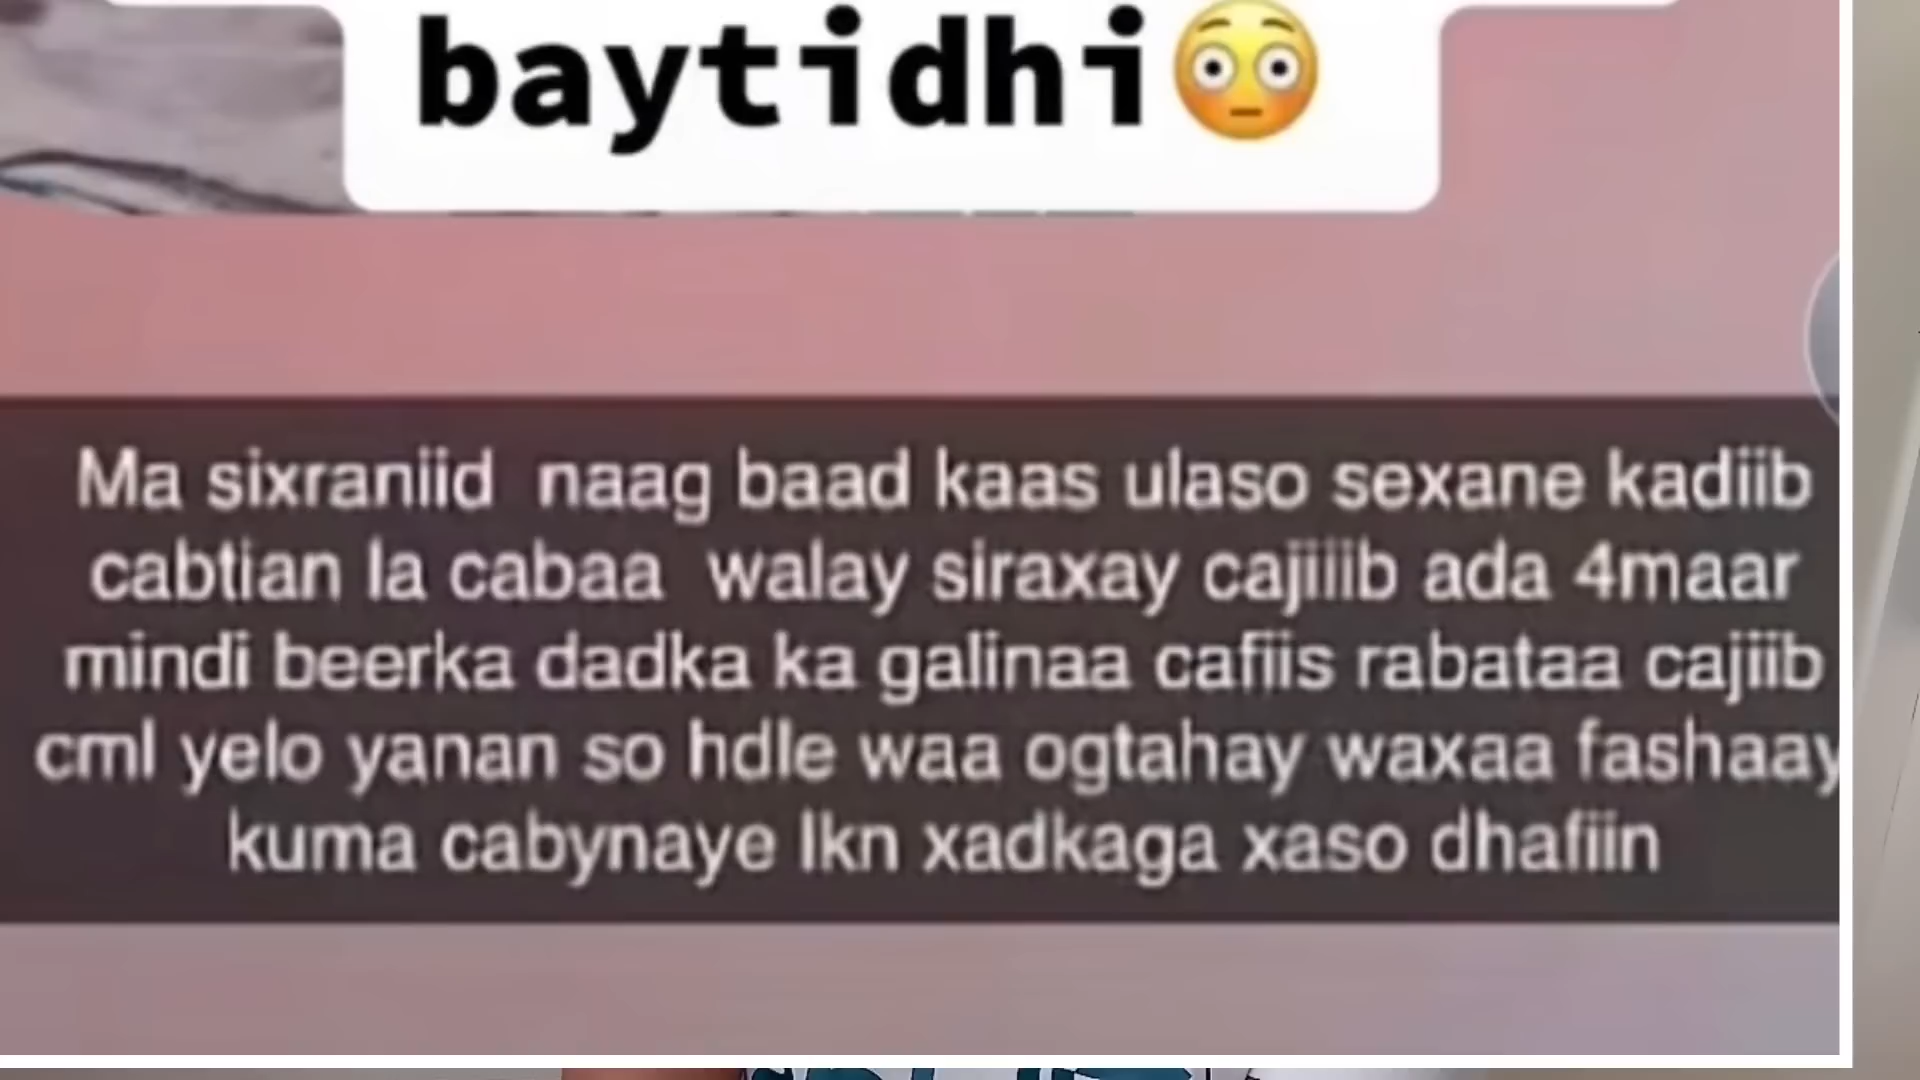 baytidhi😳
Ma sixraniid naag baad kaas ulaso sexane kadiib
cabtian la cabaa walay siraxay cajiiib ada 4maar
mindi beerka dadka ka galinaa cafiis rabataa cajiib
cml yelo yanan so hdle waa ogtahay waxaa fashaay
kuma cabynaye lkn xadkaga xaso dhafiin